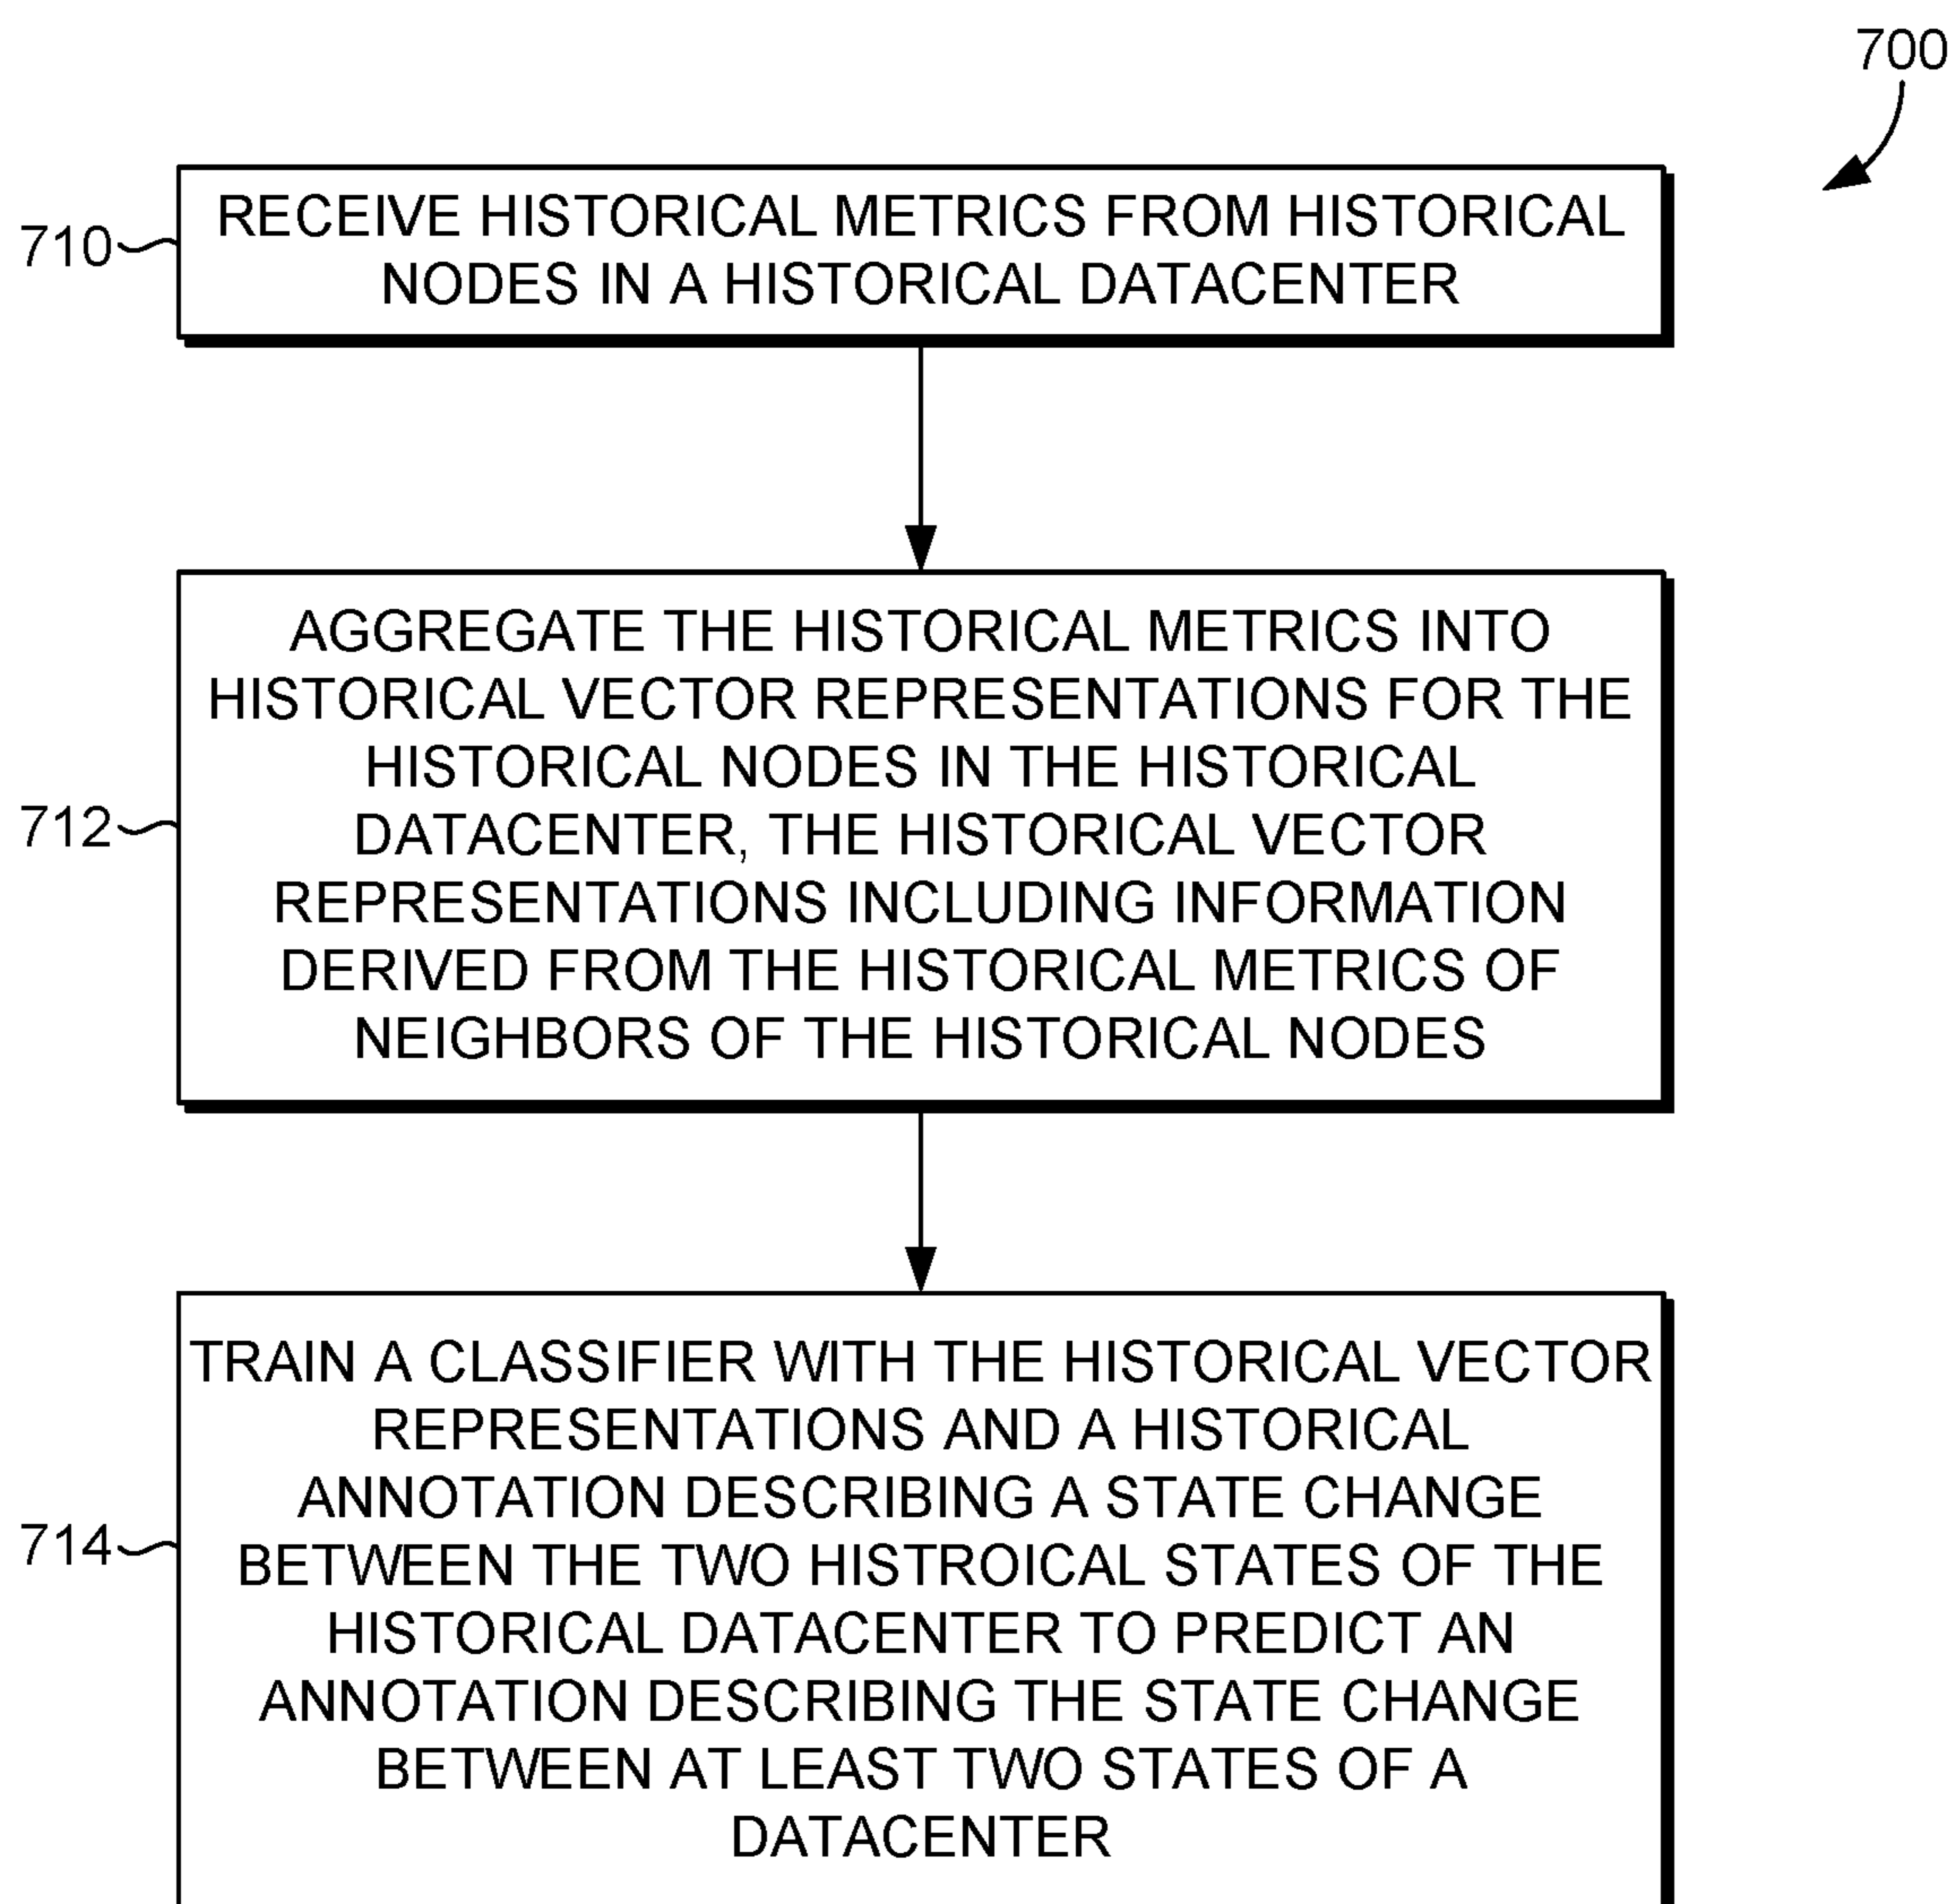 700
710
RECEIVE HISTORICAL METRICS FROM HISTORICAL
NODES IN A HISTORICAL DATACENTER
712
AGGREGATE THE HISTORICAL METRICS INTO
HISTORICAL VECTOR REPRESENTATIONS FOR THE
HISTORICAL NODES IN THE HISTORICAL
DATACENTER, THE HISTORICAL VECTOR
REPRESENTATIONS INCLUDING INFORMATION
DERIVED FROM THE HISTORICAL METRICS OF
NEIGHBORS OF THE HISTORICAL NODES
714
TRAIN A CLASSIFIER WITH THE HISTORICAL VECTOR
REPRESENTATIONS AND A HISTORICAL
ANNOTATION DESCRIBING A STATE CHANGE
BETWEEN THE TWO HISTROICAL STATES OF THE
HISTORICAL DATACENTER TO PREDICT AN
ANNOTATION DESCRIBING THE STATE CHANGE
BETWEEN AT LEAST TWO STATES OF A
DATACENTER